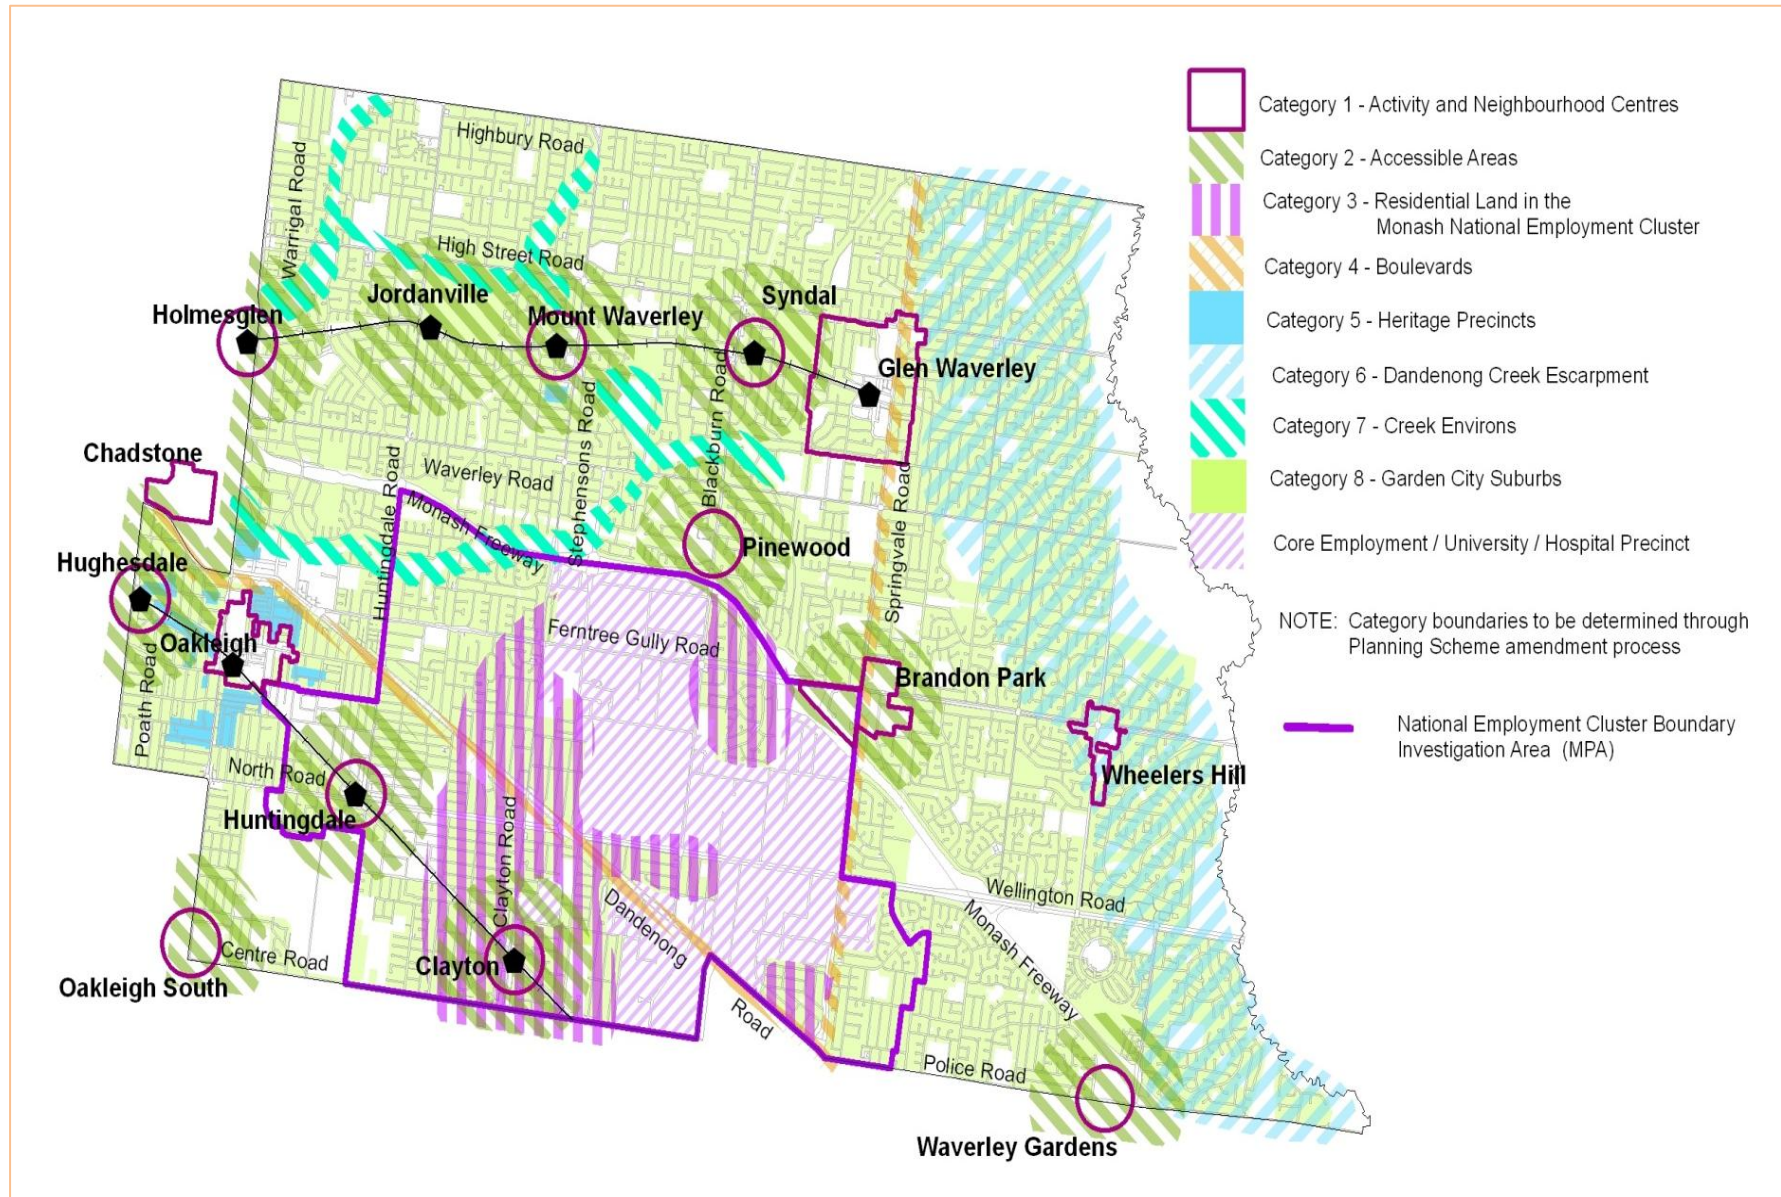 Highbury Road
Warrigal Road
High Street Road
Jordanville
Holmesglen
Mount Waverley
Syndal
Glen Waverley
Chadstone
Waverley Road
Huntingdale Road
Stephensons Road
Blackburn Road
Springvale Road
Monash Freeway
Pinewood
Hughesdale
Oakleigh
Ferntree Gully Road
Brandon Park
Poath Road
Wheelers Hill
North Road
Huntingdale
Clayton Road
Wellington Road
Dandenong
Road
Monash Freeway
Centre Road
Clayton
Oakleigh South
Police Road
Waverley Gardens
Category 1 - Activity and Neighbourhood Centres
Category 2 - Accessible Areas
Category 3 - Residential Land in the
Monash National Employment Cluster
Category 4 - Boulevards
Category 5 - Heritage Precincts
Category 6 - Dandenong Creek Escarpment
Category 7 - Creek Environs
Category 8 - Garden City Suburbs
Core Employment / University / Hospital Precinct
NOTE: Category boundaries to be determined through
Planning Scheme amendment process
National Employment Cluster Boundary
Investigation Area (MPA)